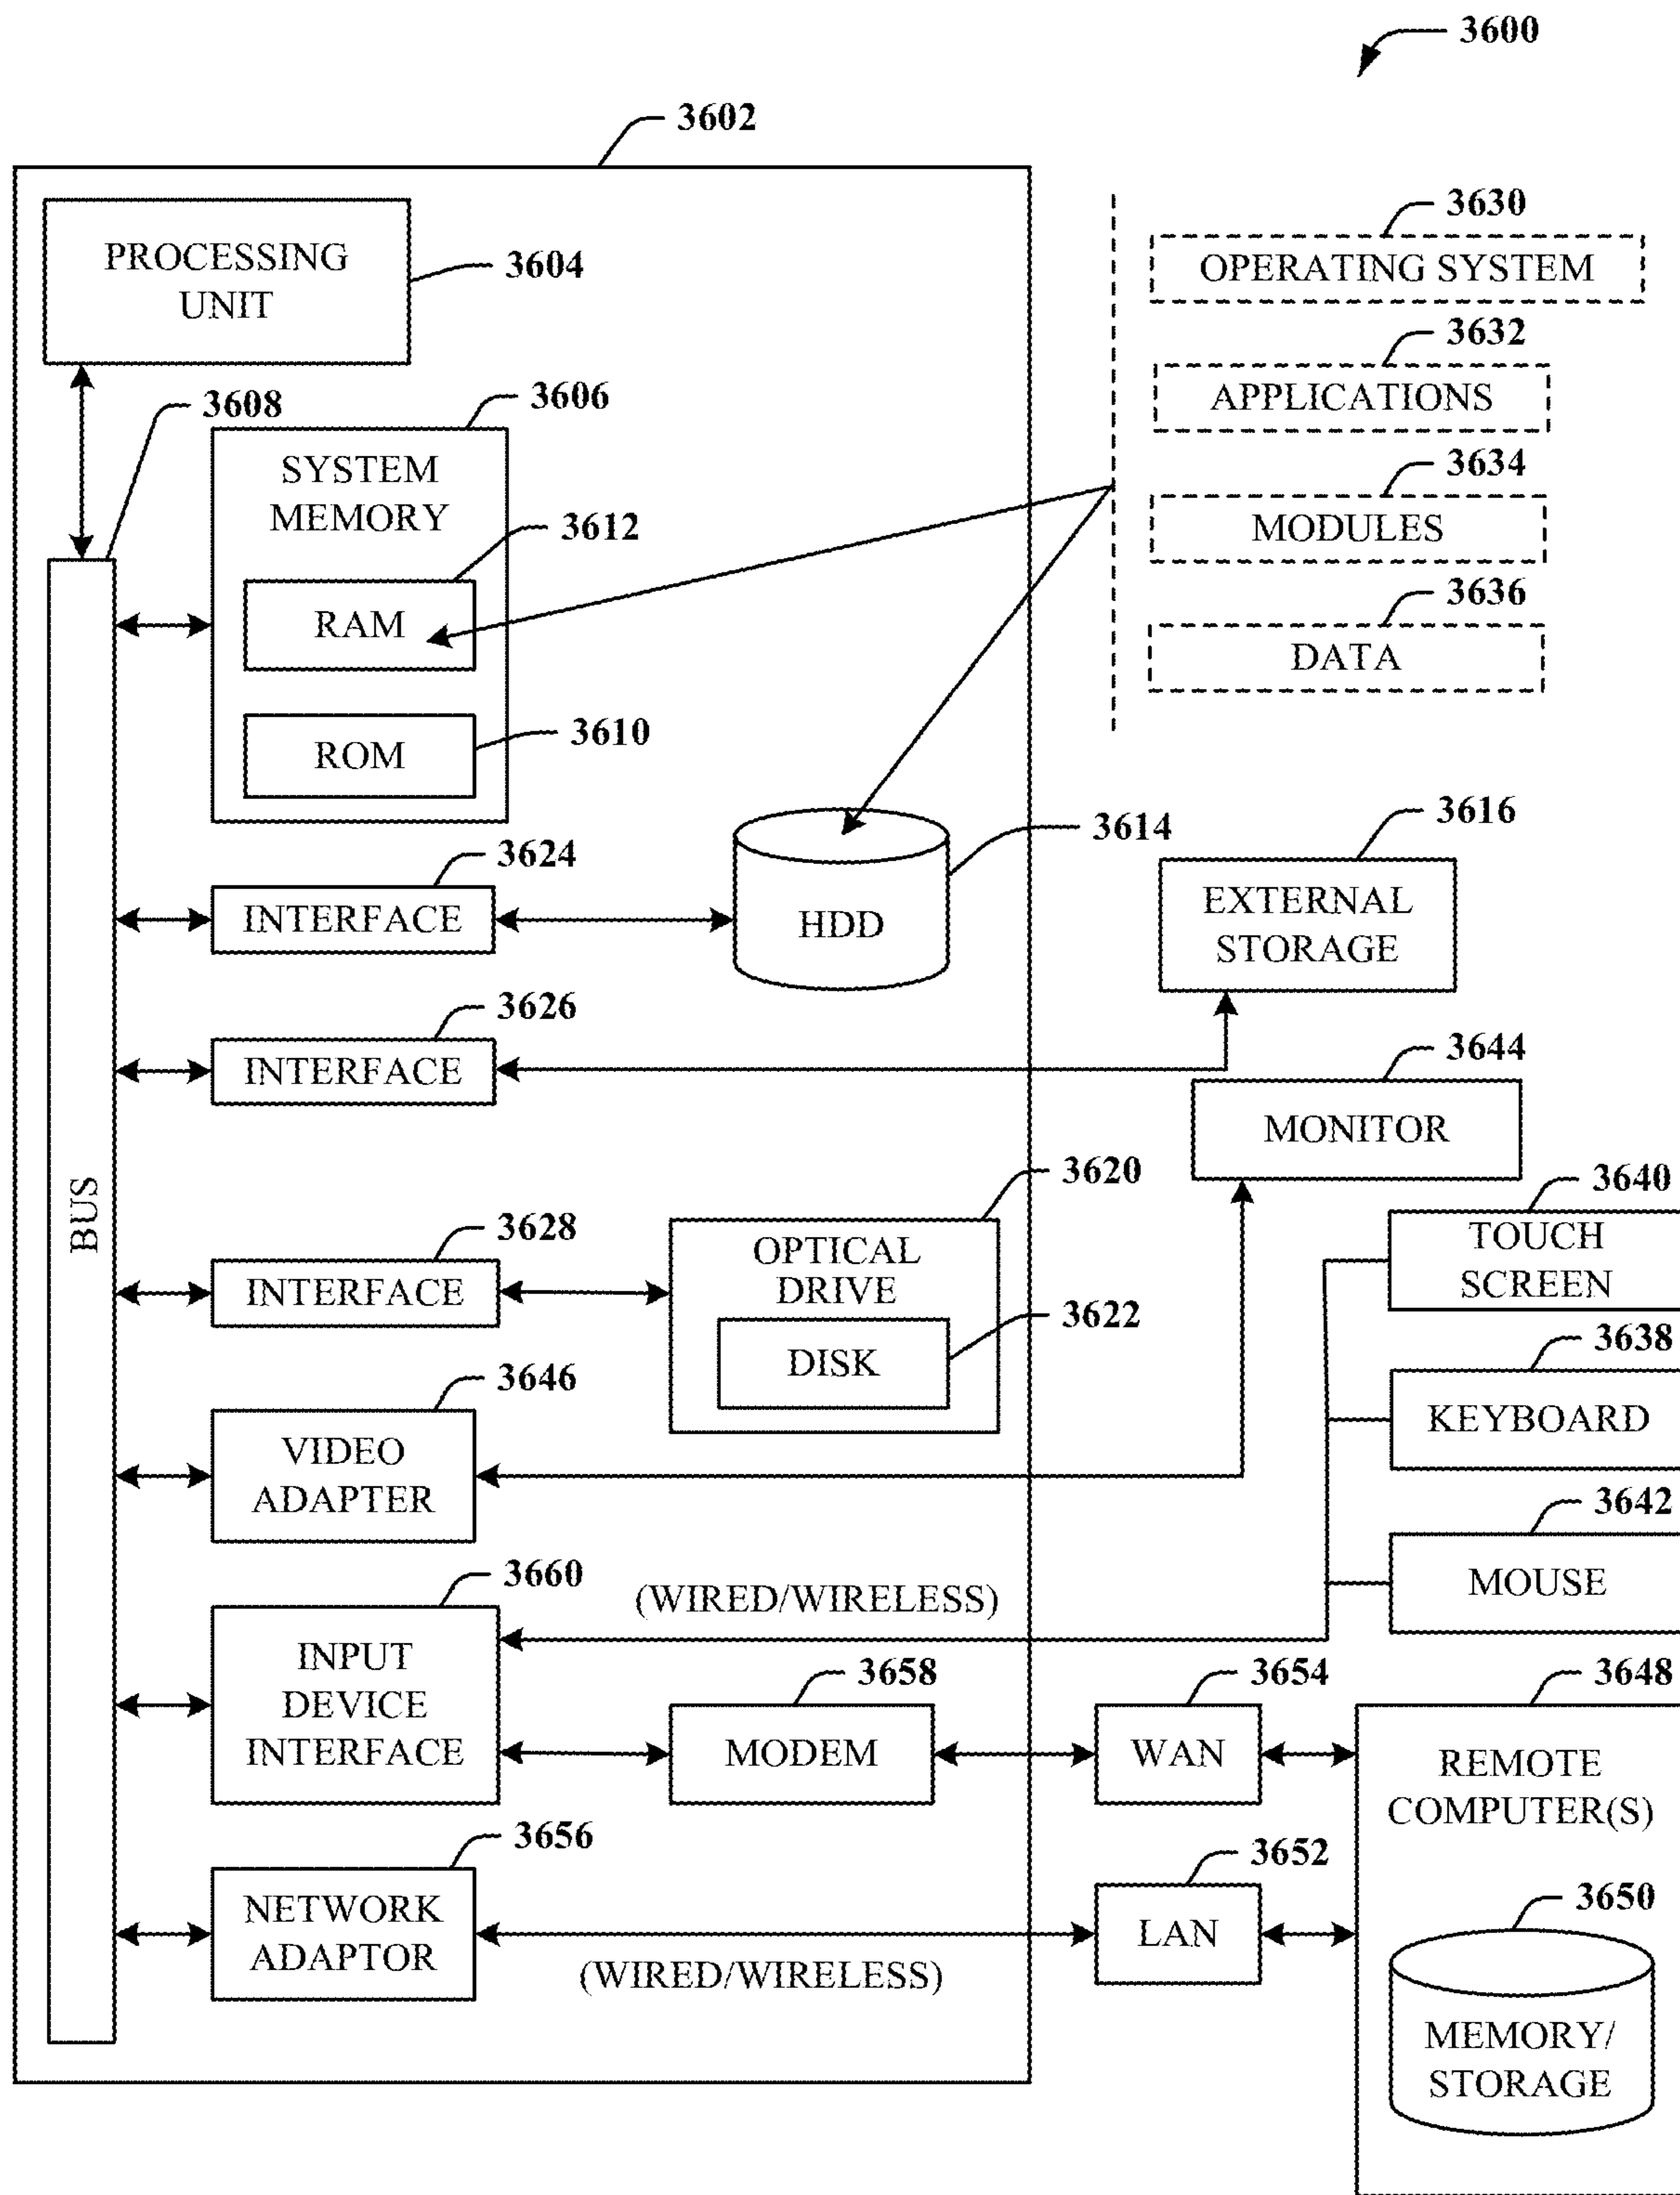 3600
3602
PROCESSING
UNIT
3604
3608
3606
SYSTEM
MEMORY
3612
RAM
ROM
3610
3630
OPERATING SYSTEM
3632
APPLICATIONS
3634
MODULES
3636
DATA
3624
INTERFACE
HDD
3614
3616
EXTERNAL
STORAGE
3626
INTERFACE
3644
MONITOR
BUS
3628
INTERFACE
3620
OPTICAL
DRIVE
3622
DISK
3640
TOUCH
SCREEN
3638
KEYBOARD
3642
MOUSE
3646
VIDEO
ADAPTER
3660
INPUT
DEVICE
INTERFACE
(WIRED/WIRELESS)
3658
MODEM
3654
WAN
3648
REMOTE
COMPUTER(S)
3656
NETWORK
ADAPTOR
(WIRED/WIRELESS)
3652
LAN
3650
MEMORY/
STORAGE